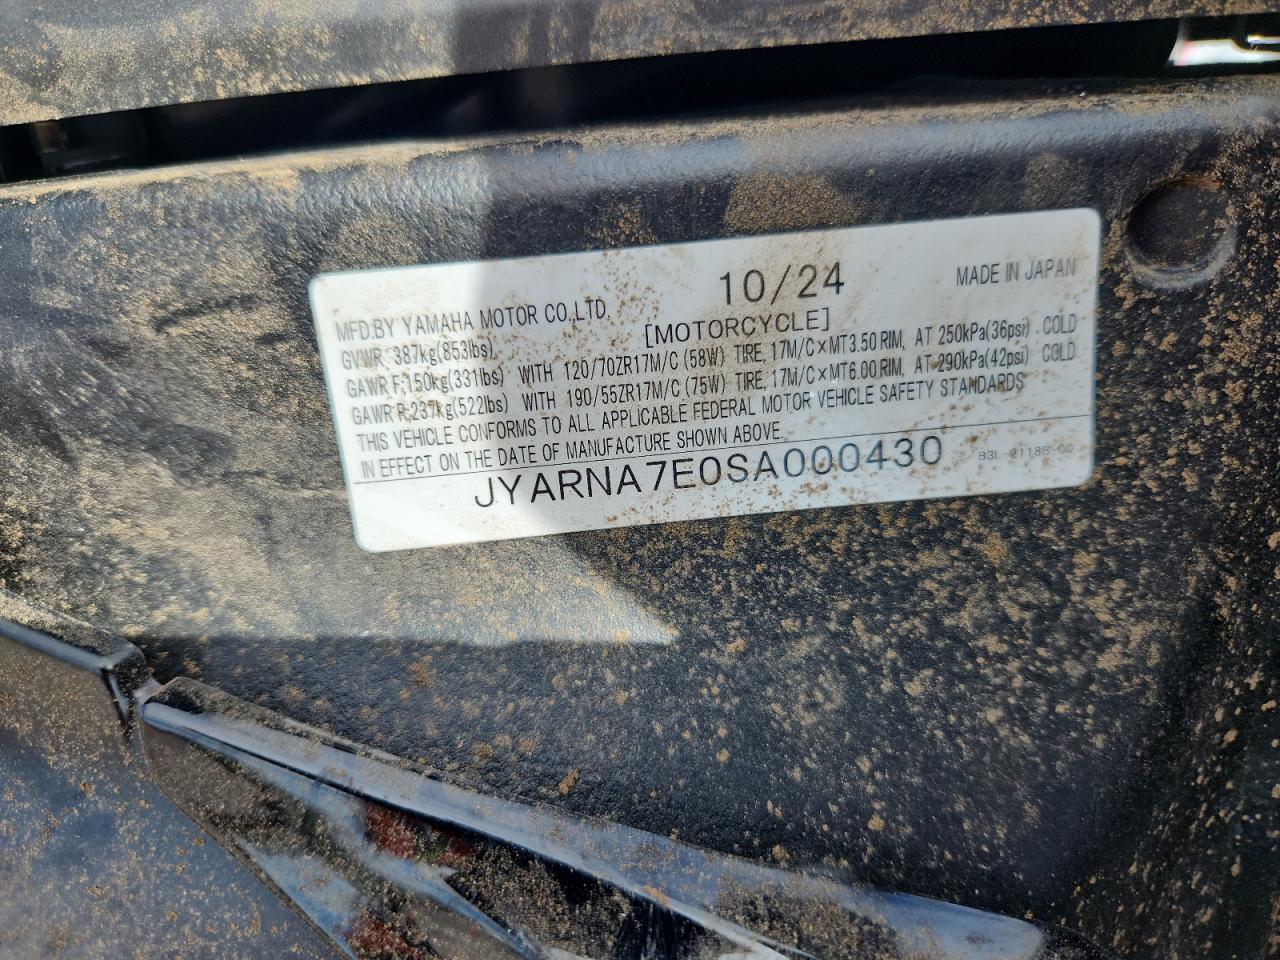 10/24 MADE IN JAPAN
MFD.BY YAMAHA MOTOR CO.,LTD.
[MOTORCYCLE]
GVWR, 387kg(853lbs)
GAWR F, 150kg(331lbs) WITH 120/70ZR17M/C (58W) TIRE, 17M/C×MT3.50 RIM, AT 250kPa(36psi) COLD
GAWR R, 237kg(522lbs) WITH 190/55ZR17M/C (75W) TIRE, 17M/C×MT6.00 RIM, AT 290kPa(42psi) COLD
THIS VEHICLE CONFORMS TO ALL APPLICABLE FEDERAL MOTOR VEHICLE SAFETY STANDARDS
IN EFFECT ON THE DATE OF MANUFACTURE SHOWN ABOVE.
JYARNA7E0SA000430 B3L-2118B-00